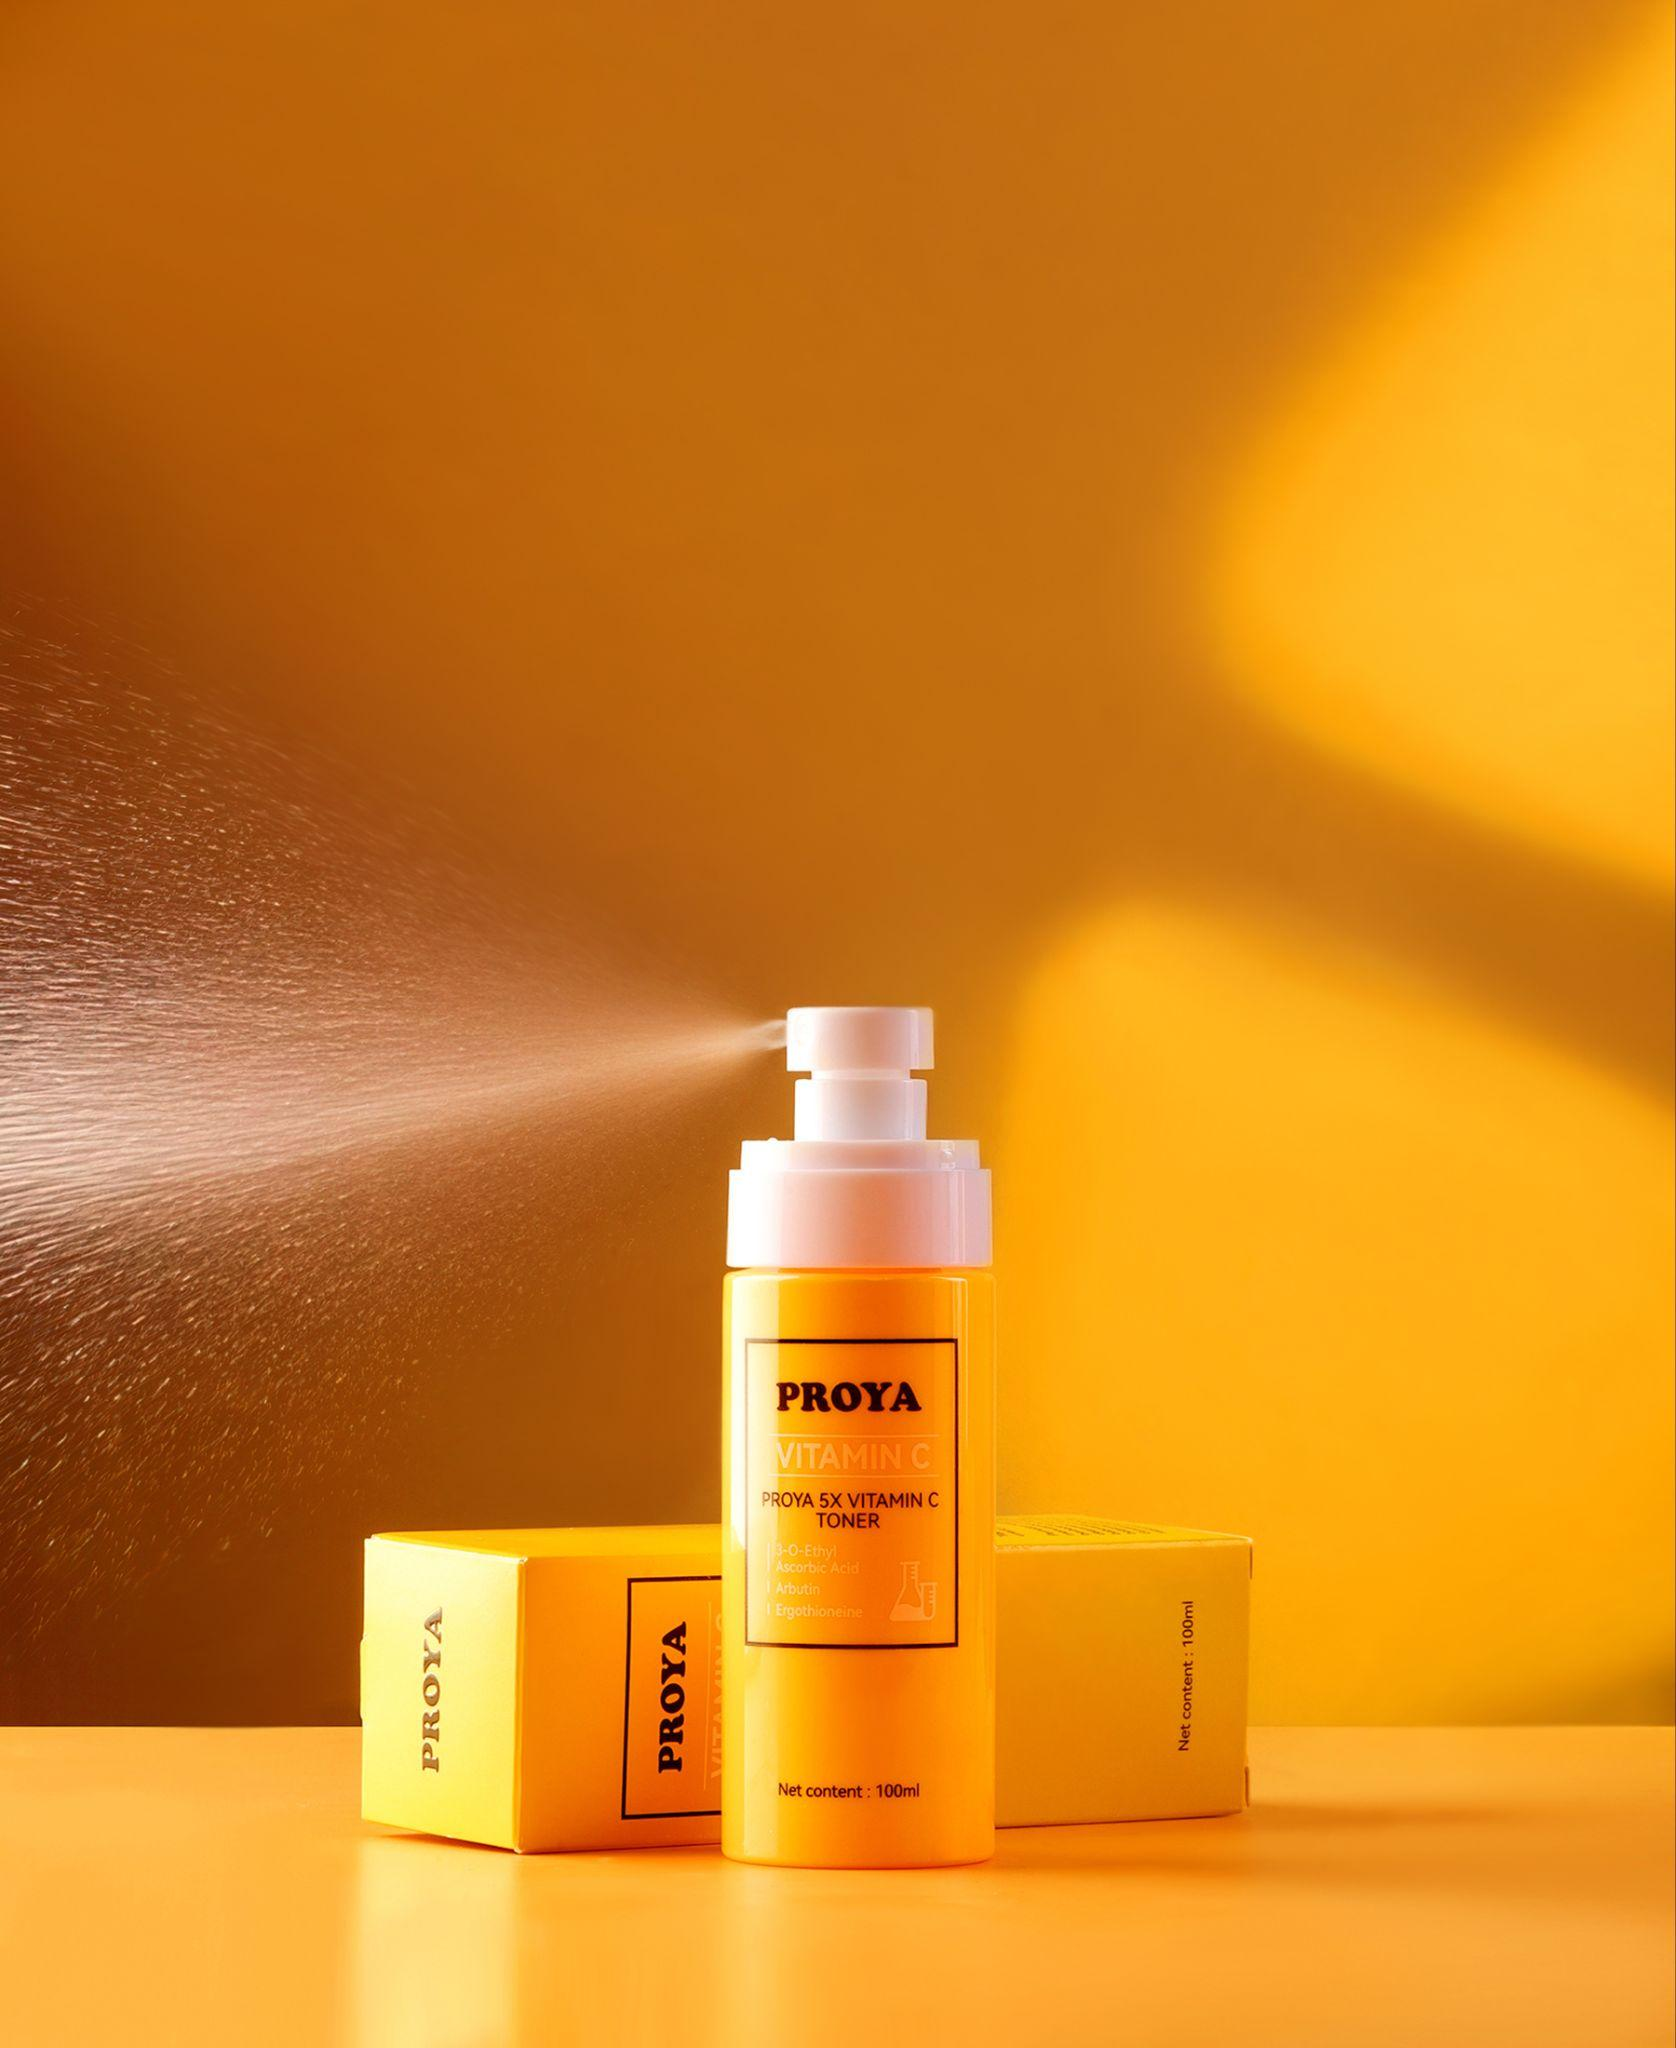 PROYA
VITAMIN C
PROYA 5X VITAMIN C
TONER
3-O-Ethyl
Ascorbic Acid
Arbutin
Ergothioneine
Net content : 100ml
PROYA
PROYA
VITAMIN C
Net content : 100ml